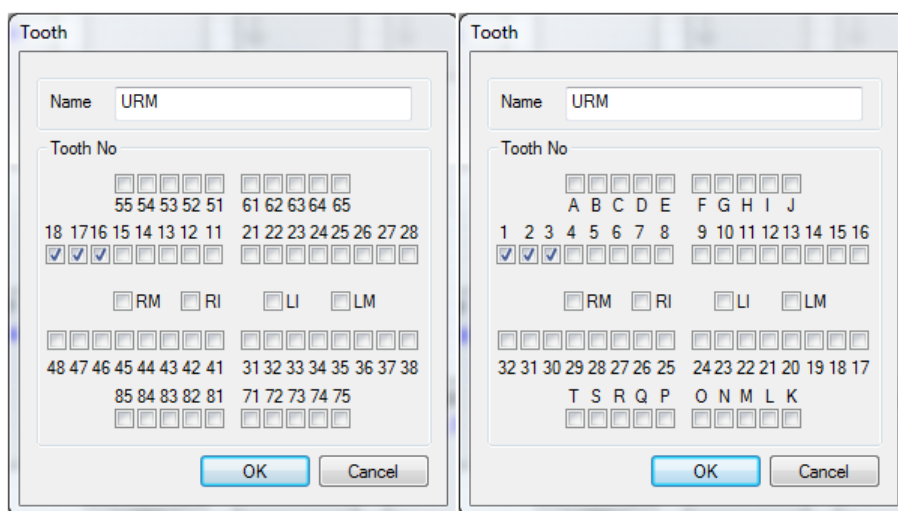 Tooth
Name URM
Tooth No
55 54 53 52 51 61 62 63 64 65
18 17 16 15 14 13 12 11 21 22 23 24 25 26 27 28
RM RI LI LM
48 47 46 45 44 43 42 41 31 32 33 34 35 36 37 38
85 84 83 82 81 71 72 73 74 75
OK Cancel
Tooth
Name URM
Tooth No
A B C D E F G H I J
1 2 3 4 5 6 7 8 9 10 11 12 13 14 15 16
RM RI LI LM
32 31 30 29 28 27 26 25 24 23 22 21 20 19 18 17
T S R Q P O N M L K
OK Cancel